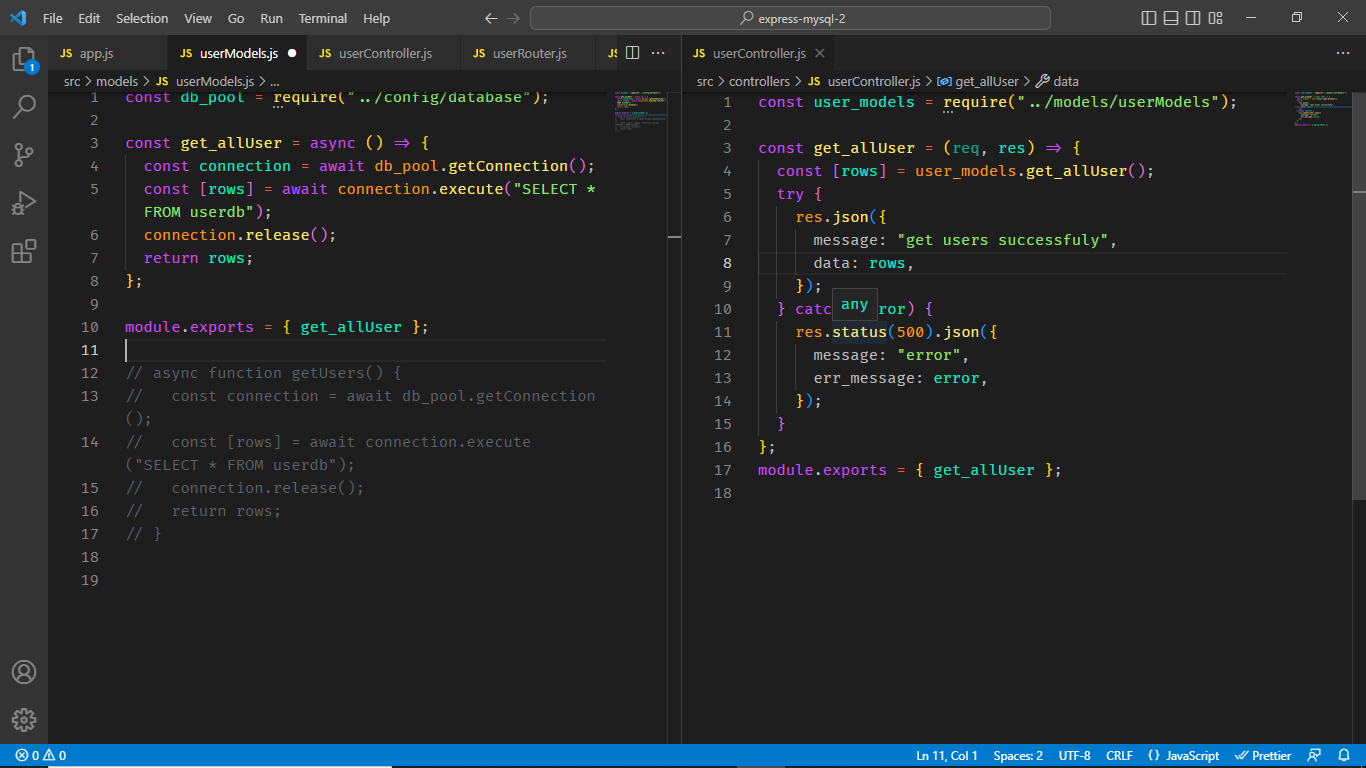 File Edit Selection View Go Run Terminal Help
express-mysql-2
JS app.js
JS userModels.js
JS userController.js
JS userRouter.js
JS
JS userController.js
src > models > JS userModels.js > ...
src > controllers > JS userController.js > get_allUser > data
1 const db_pool = require("../config/database");
2
3 const get_allUser = async () => {
4 const connection = await db_pool.getConnection();
5 const [rows] = await connection.execute("SELECT *
FROM userdb");
6 connection.release();
7 return rows;
8 };
9
10 module.exports = { get_allUser };
11
12 // async function getUsers() {
13 //   const connection = await db_pool.getConnection
();
14 //   const [rows] = await connection.execute
("SELECT * FROM userdb");
15 //   connection.release();
16 //   return rows;
17 // }
18
19
1 const user_models = require("../models/userModels");
2
3 const get_allUser = (req, res) => {
4 const [rows] = user_models.get_allUser();
5 try {
6 res.json({
7 message: "get users successfuly",
8 data: rows,
9 });
any
10 } catc ror) {
11 res.status(500).json({
12 message: "error",
13 err_message: error,
14 });
15 }
16 };
17 module.exports = { get_allUser };
18
1
0 0
Ln 11, Col 1 Spaces: 2 UTF-8 CRLF {} JavaScript Prettier